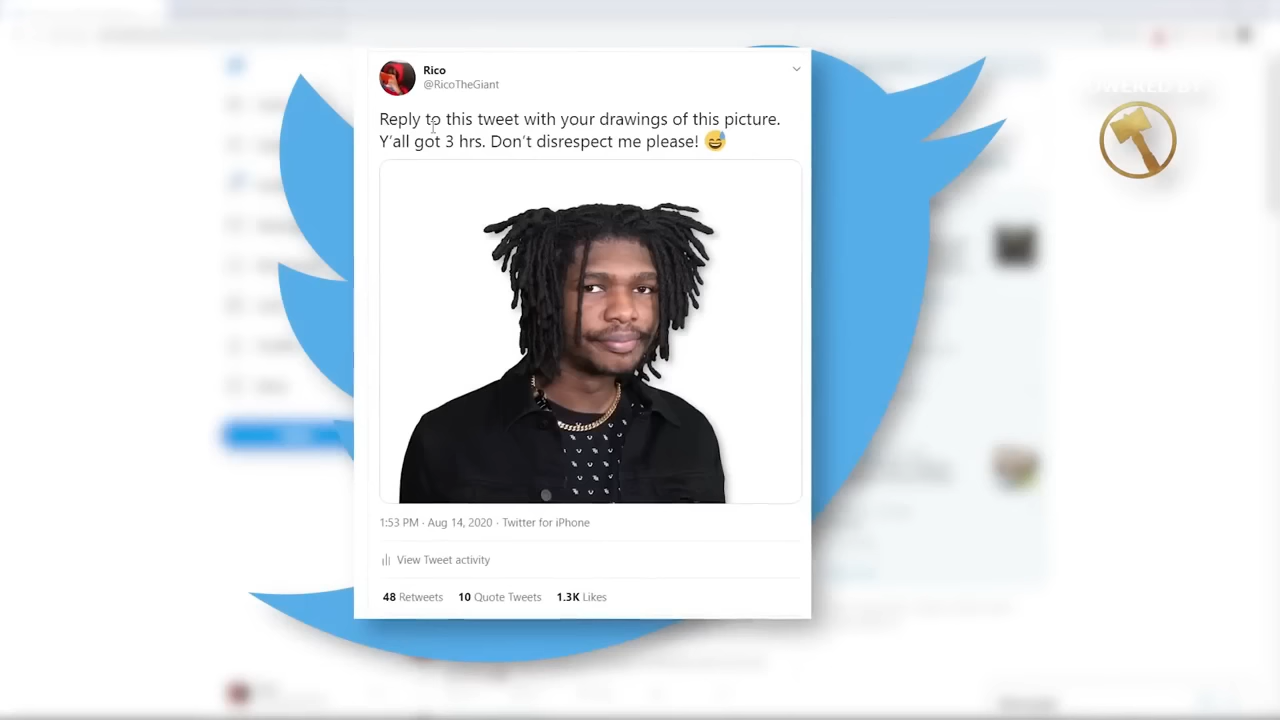 Rico
@RicoTheGiant
Reply to this tweet with your drawings of this picture.
Y'all got 3 hrs. Don't disrespect me please! 😅
1:53 PM · Aug 14, 2020 · Twitter for iPhone
View Tweet activity
48 Retweets 10 Quote Tweets 1.3K Likes